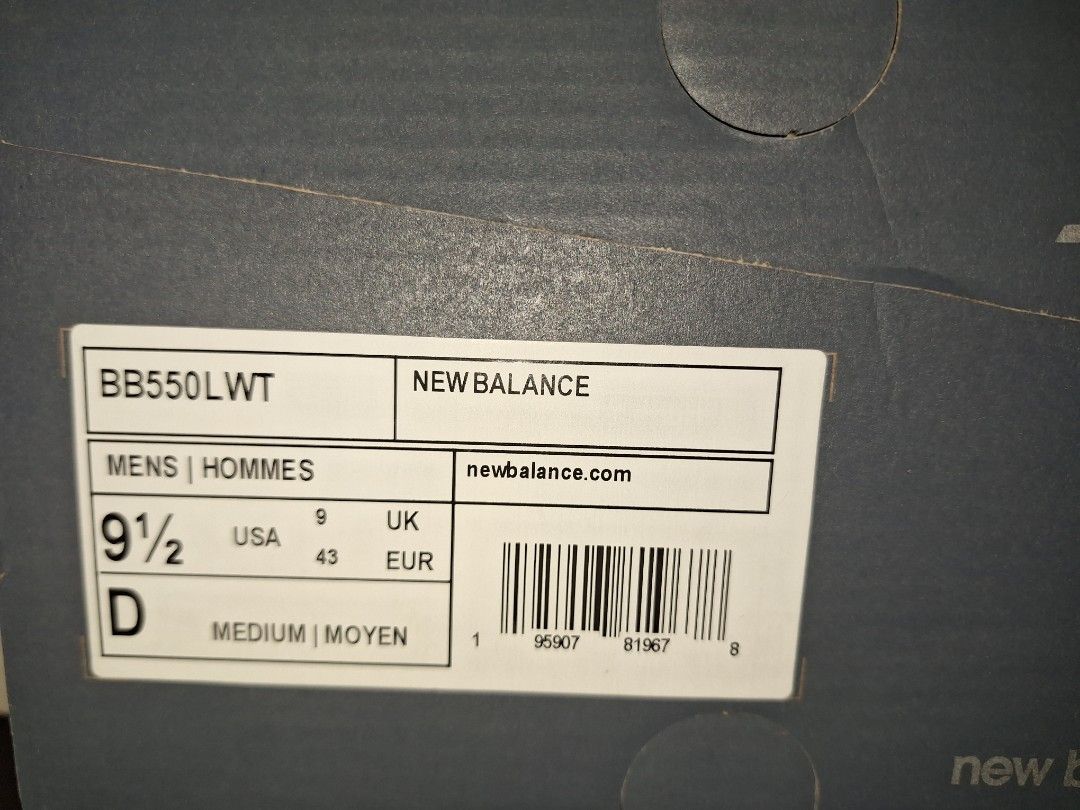 BB550LWT
NEW BALANCE
MENS | HOMMES
newbalance.com
9½ USA 9 UK
43 EUR
D MEDIUM | MOYEN
1 95907 81967 8
new b